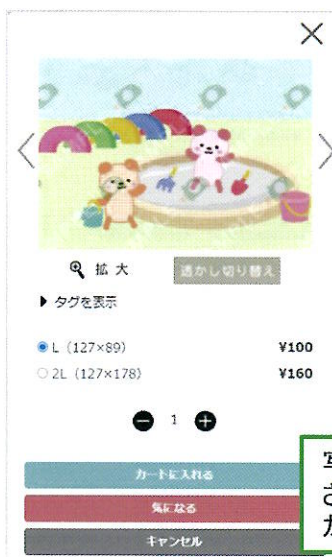 拡大
透かし切り替え
▶ タグを表示
L (127×89) ¥100
2L (127×178) ¥160
1
カートに入れる
気になる
キャンセル